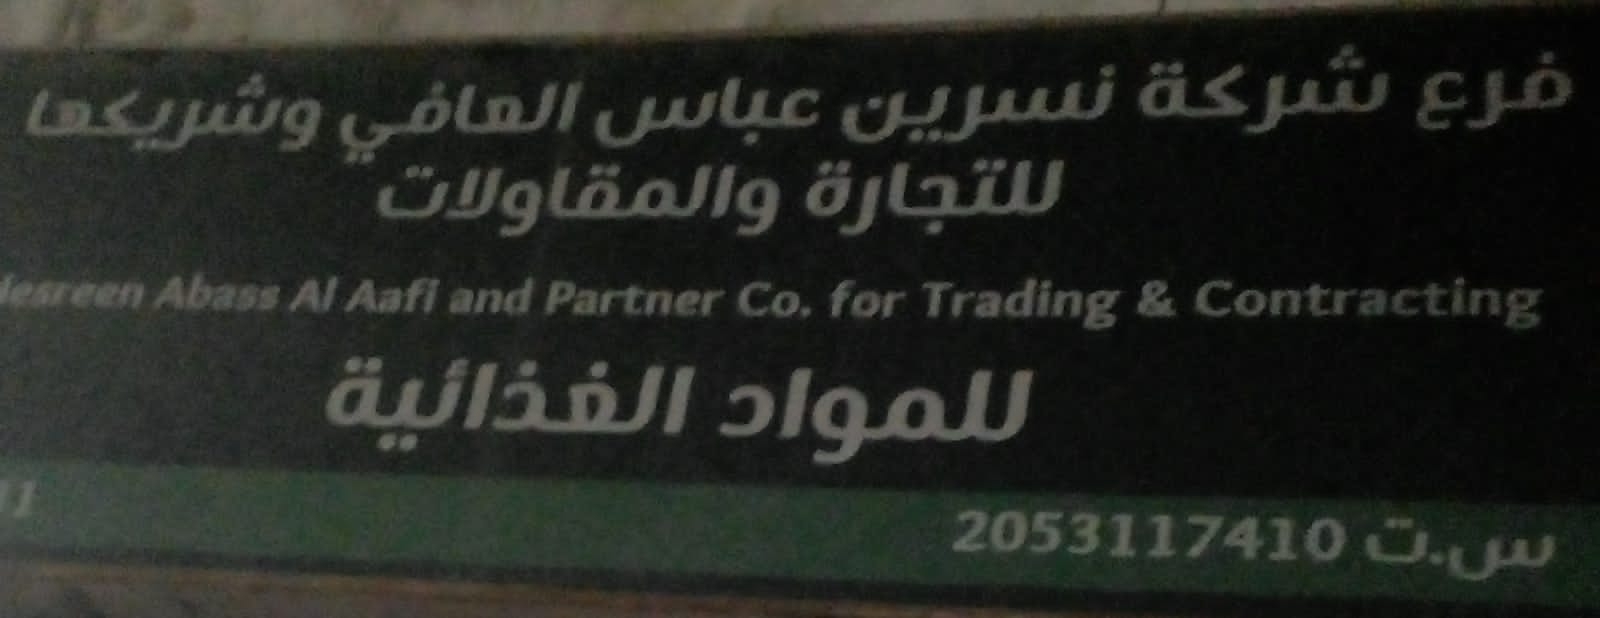 فرع شركة نسرين عباس العافي وشريكها
للتجارة والمقاولات
Abass Al Aafi and Partner Co. for Trading & Contracting
للمواد الغذائية
س.ت 2053117410